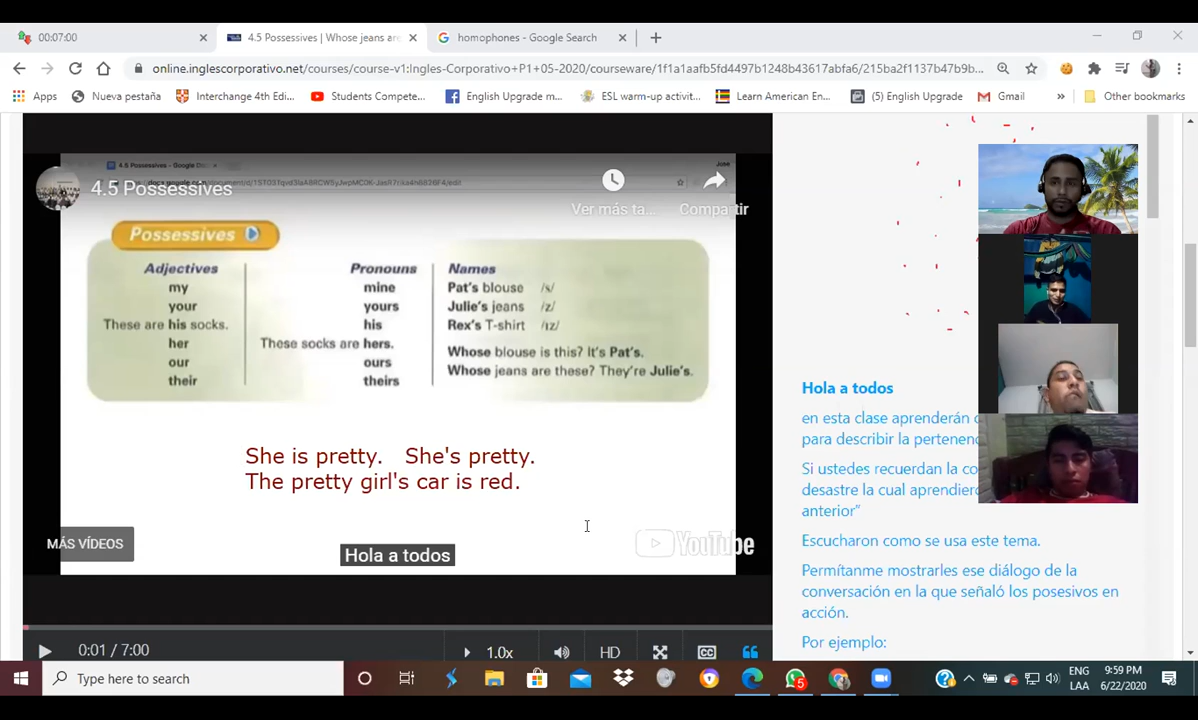 00:07:00
4.5 Possessives | Whose jeans are
homophones - Google Search
online.inglescorporativo.net/courses/course-v1:Ingles-Corporativo+P1+05-2020/courseware/1f1a1aafb5fd4497b1248b43617abfa6/215ba2f1137b47b9b...
Apps Nueva pestaña Interchange 4th Edi... Students Compete... English Upgrade m... ESL warm-up activit... Learn American En... (5) English Upgrade Gmail » Other bookmarks
4.5 Possessives - Google Do
4.5 Possessives
Ver más ta... Compartir
Possessives
Adjectives Pronouns Names
my mine Pat's blouse /s/
your yours Julie's jeans /z/
These are his socks. his Rex's T-shirt /ɪz/
her These socks are hers.
our ours Whose blouse is this? It's Pat's.
their theirs Whose jeans are these? They're Julie's.
She is pretty. She's pretty.
The pretty girl's car is red.
MÁS VÍDEOS
YouTube
Hola a todos
0:01 / 7:00 1.0x HD CC
Hola a todos
en esta clase aprenderán
para describir la pertenenc
Si ustedes recuerdan la co
desastre la cual aprendiero
anterior”
Escucharon como se usa este tema.
Permítanme mostrarles ese diálogo de la
conversación en la que señaló los posesivos en
acción.
Por ejemplo:
Type here to search
5
ENG
LAA
9:59 PM
6/22/2020